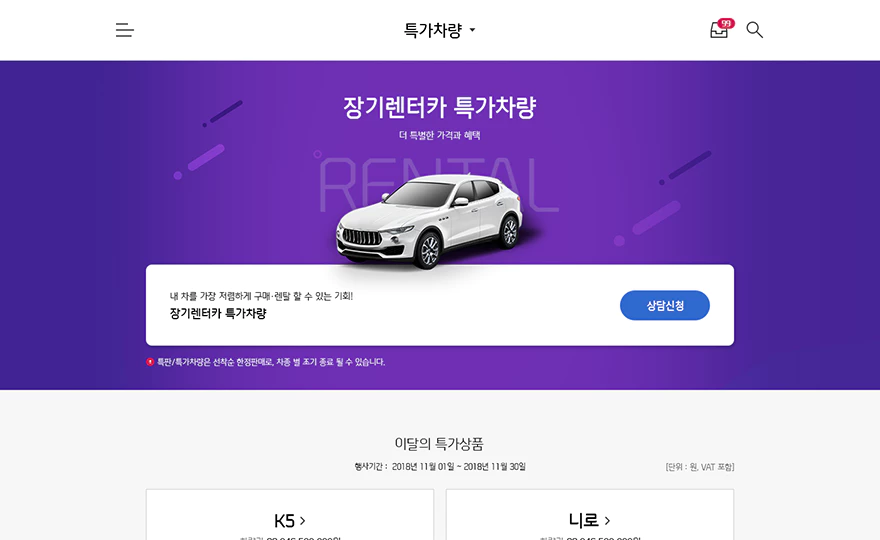 특가차량
99
장기렌터카 특가차량
더 특별한 가격과 혜택
RENTAL
내 차를 가장 저렴하게 구매·렌탈 할 수 있는 기회!
장기렌터카 특가차량
상담신청
특판/특가차량은 선착순 한정판매로, 차종 별 조기 종료 될 수 있습니다.
이달의 특가상품
행사기간 : 2018년 11월 01일 ~ 2018년 11월 30일
[단위 : 원, VAT 포함]
K5 >
니로 >